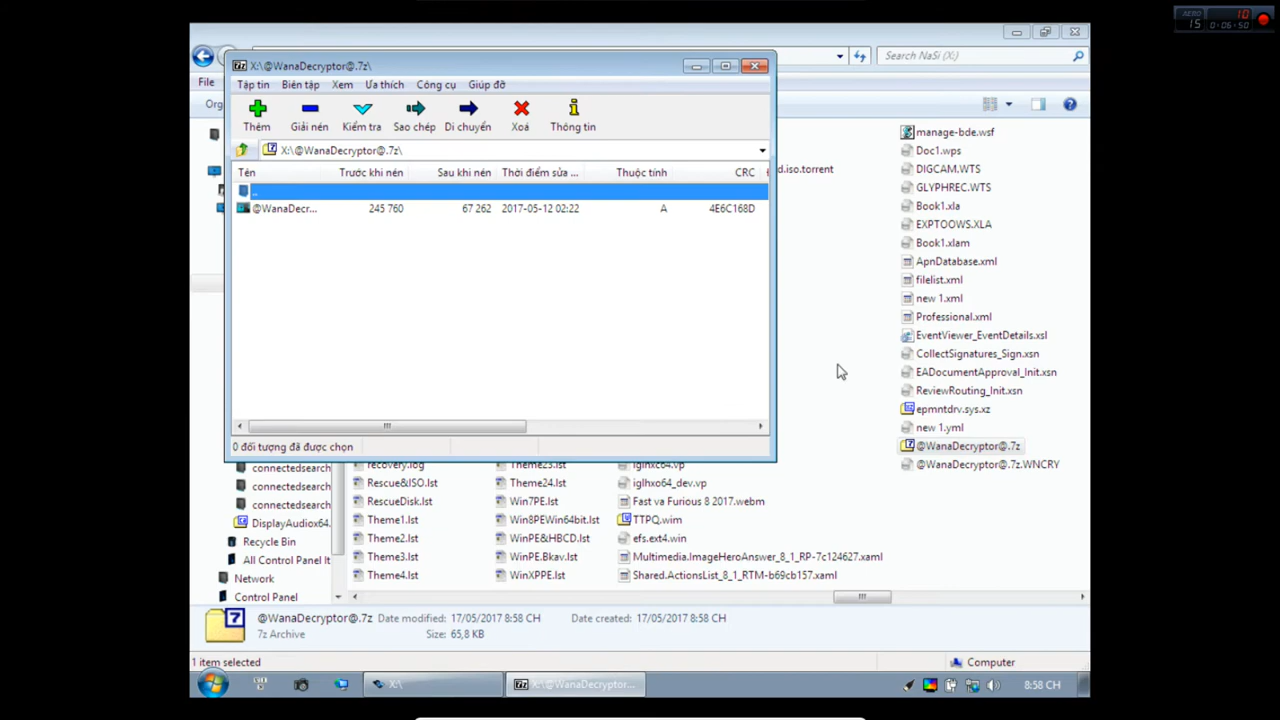 AERO
15
10
0:06:50
File
Search NaSi (X:)
Org
X:\@WanaDecryptor@.7z\
Tập tin Biên tập Xem Ưa thích Công cụ Giúp đỡ
Thêm Giải nén Kiểm tra Sao chép Di chuyển Xoá Thông tin
X:\@WanaDecryptor@.7z\
Tên Trước khi nén Sau khi nén Thời điểm sửa ... Thuộc tính CRC
..
@WanaDecr... 245 760 67 262 2017-05-12 02:22 A 4E6C168D
0 đối tượng đã được chọn
d.iso.torrent
manage-bde.wsf
Doc1.wps
DIGCAM.WTS
GLYPHREC.WTS
Book1.xla
EXPTOOWS.XLA
Book1.xlam
ApnDatabase.xml
filelist.xml
new 1.xml
Professional.xml
EventViewer_EventDetails.xsl
CollectSignatures_Sign.xsn
EADocumentApproval_Init.xsn
ReviewRouting_Init.xsn
epmntdrv.sys.xz
new 1.yml
@WanaDecryptor@.7z
@WanaDecryptor@.7z.WNCRY
connectedsearch
connectedsearch
connectedsearch
DisplayAudiox64.
Recycle Bin
All Control Panel It
Network
Control Panel
recovery.log
Rescue&ISO.lst
RescueDisk.lst
Theme1.lst
Theme2.lst
Theme3.lst
Theme4.lst
Theme23.lst
Theme24.lst
Win7PE.lst
Win8PEWin64bit.lst
WinPE&HBCD.lst
WinPE.Bkav.lst
WinXPPE.lst
iglhxc64.vp
iglhxo64_dev.vp
Fast va Furious 8 2017.webm
TTPQ.wim
efs.ext4.win
Multimedia.ImageHeroAnswer_8_1_RP-7c124627.xaml
Shared.ActionsList_8_1_RTM-b69cb157.xaml
@WanaDecryptor@.7z Date modified: 17/05/2017 8:58 CH Date created: 17/05/2017 8:58 CH
7z Archive Size: 65,8 KB
1 item selected Computer
X:\ X:\@WanaDecryptor... 8:58 CH